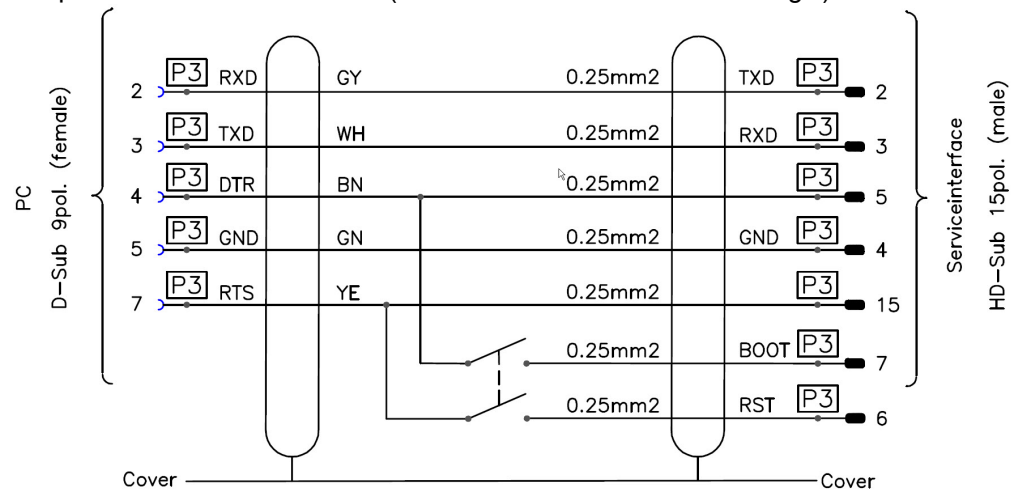 PC
D-Sub 9pol. (female)
2 P3 RXD GY 0.25mm2 TXD P3 2
3 P3 TXD WH 0.25mm2 RXD P3 3
4 P3 DTR BN 0.25mm2 P3 5
5 P3 GND GN 0.25mm2 GND P3 4
7 P3 RTS YE 0.25mm2 P3 15
0.25mm2 BOOT P3 7
0.25mm2 RST P3 6
Serviceinterface
HD-Sub 15pol. (male)
Cover Cover